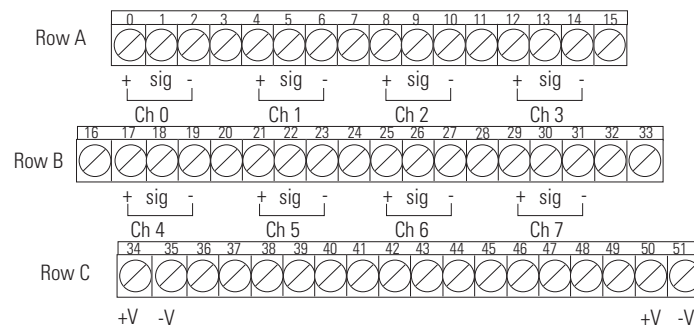 0 1 2 3 4 5 6 7 8 9 10 11 12 13 14 15
Row A
+ sig - + sig - + sig - + sig -
Ch 0 Ch 1 Ch 2 Ch 3
16 17 18 19 20 21 22 23 24 25 26 27 28 29 30 31 32 33
Row B
+ sig - + sig - + sig - + sig -
Ch 4 Ch 5 Ch 6 Ch 7
34 35 36 37 38 39 40 41 42 43 44 45 46 47 48 49 50 51
Row C
+V -V +V -V